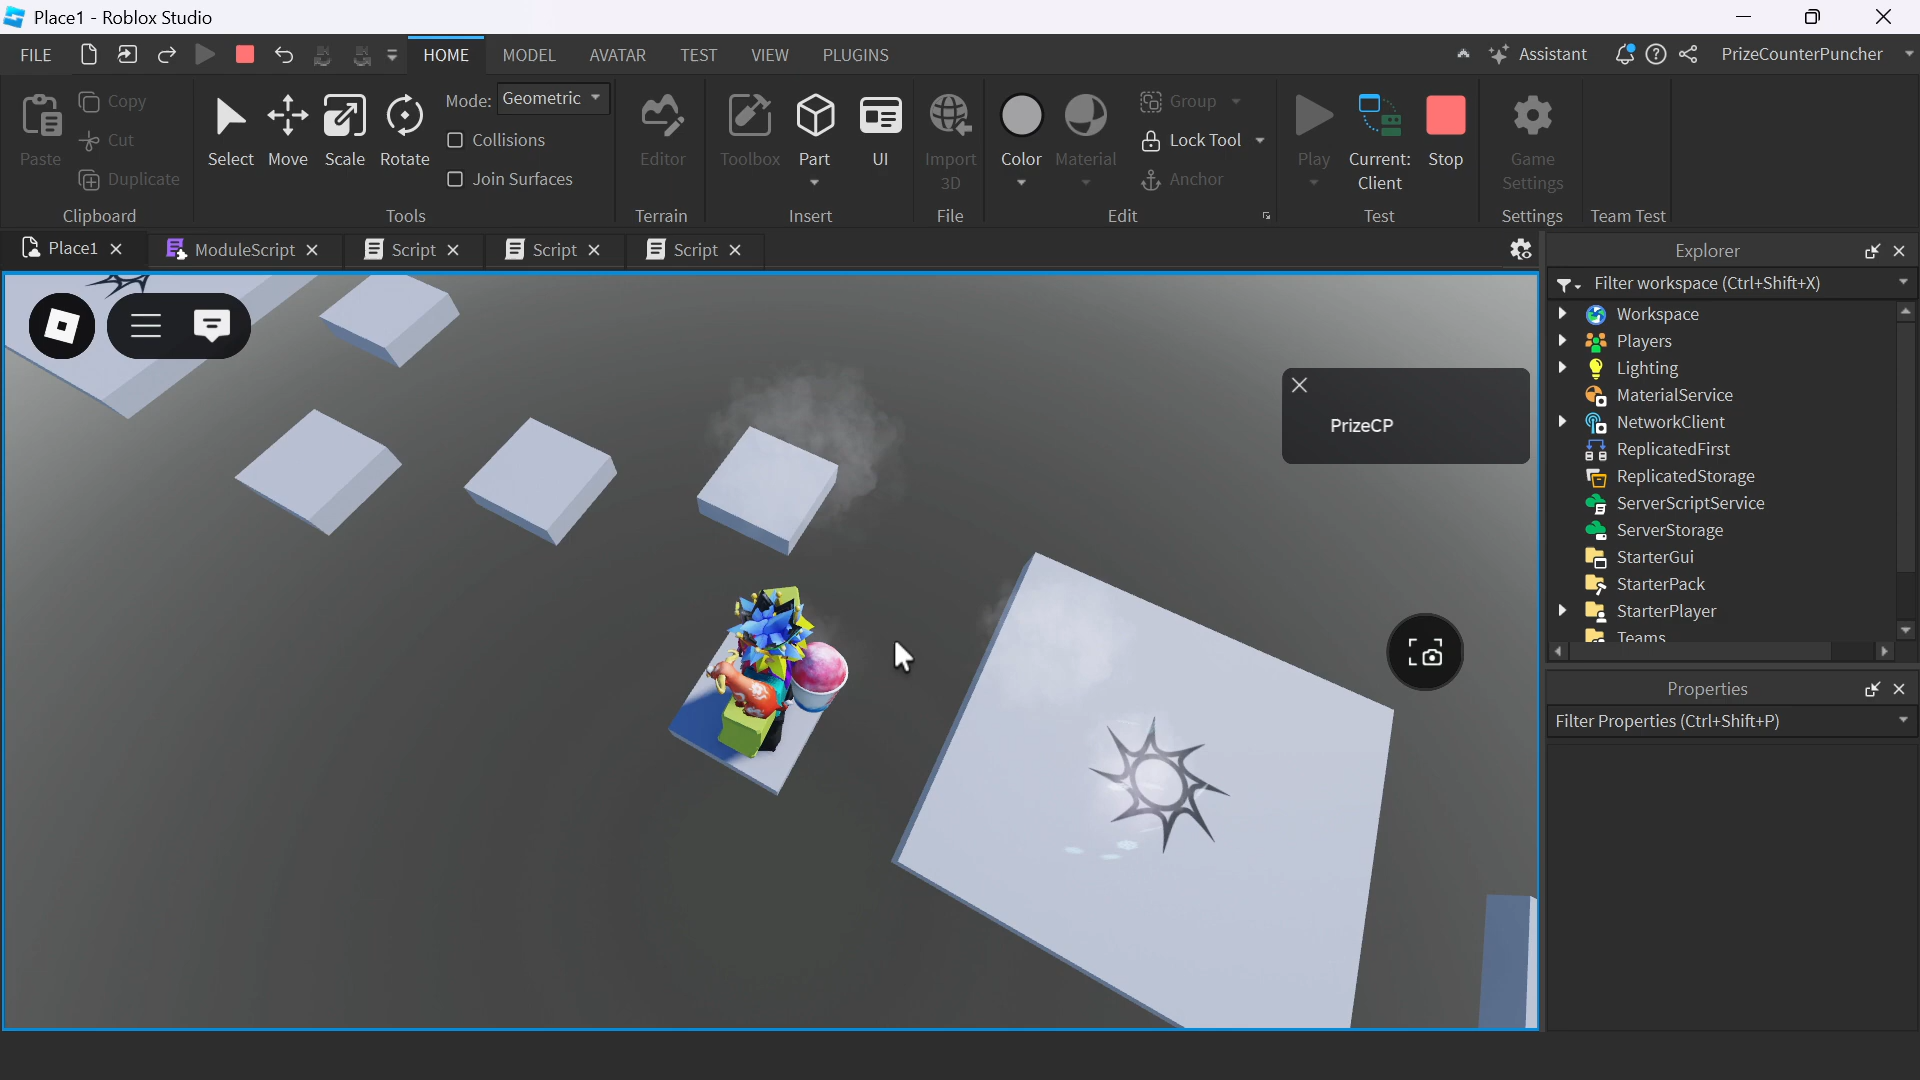 Place1 - Roblox Studio
FILE HOME MODEL AVATAR TEST VIEW PLUGINS Assistant PrizeCounterPuncher
Paste Copy Cut Duplicate
Clipboard
Select Move Scale Rotate
Mode: Geometric
Collisions
Join Surfaces
Tools
Editor
Terrain
Toolbox Part UI
Insert
Import
3D
File
Color Material
Group
Lock Tool
Anchor
Edit
Play Current: Stop
Client
Test
Game
Settings
Settings
Team Test
Place1 ModuleScript Script Script Script
PrizeCP
Explorer
Filter workspace (Ctrl+Shift+X)
Workspace
Players
Lighting
MaterialService
NetworkClient
ReplicatedFirst
ReplicatedStorage
ServerScriptService
ServerStorage
StarterGui
StarterPack
StarterPlayer
Teams
Properties
Filter Properties (Ctrl+Shift+P)